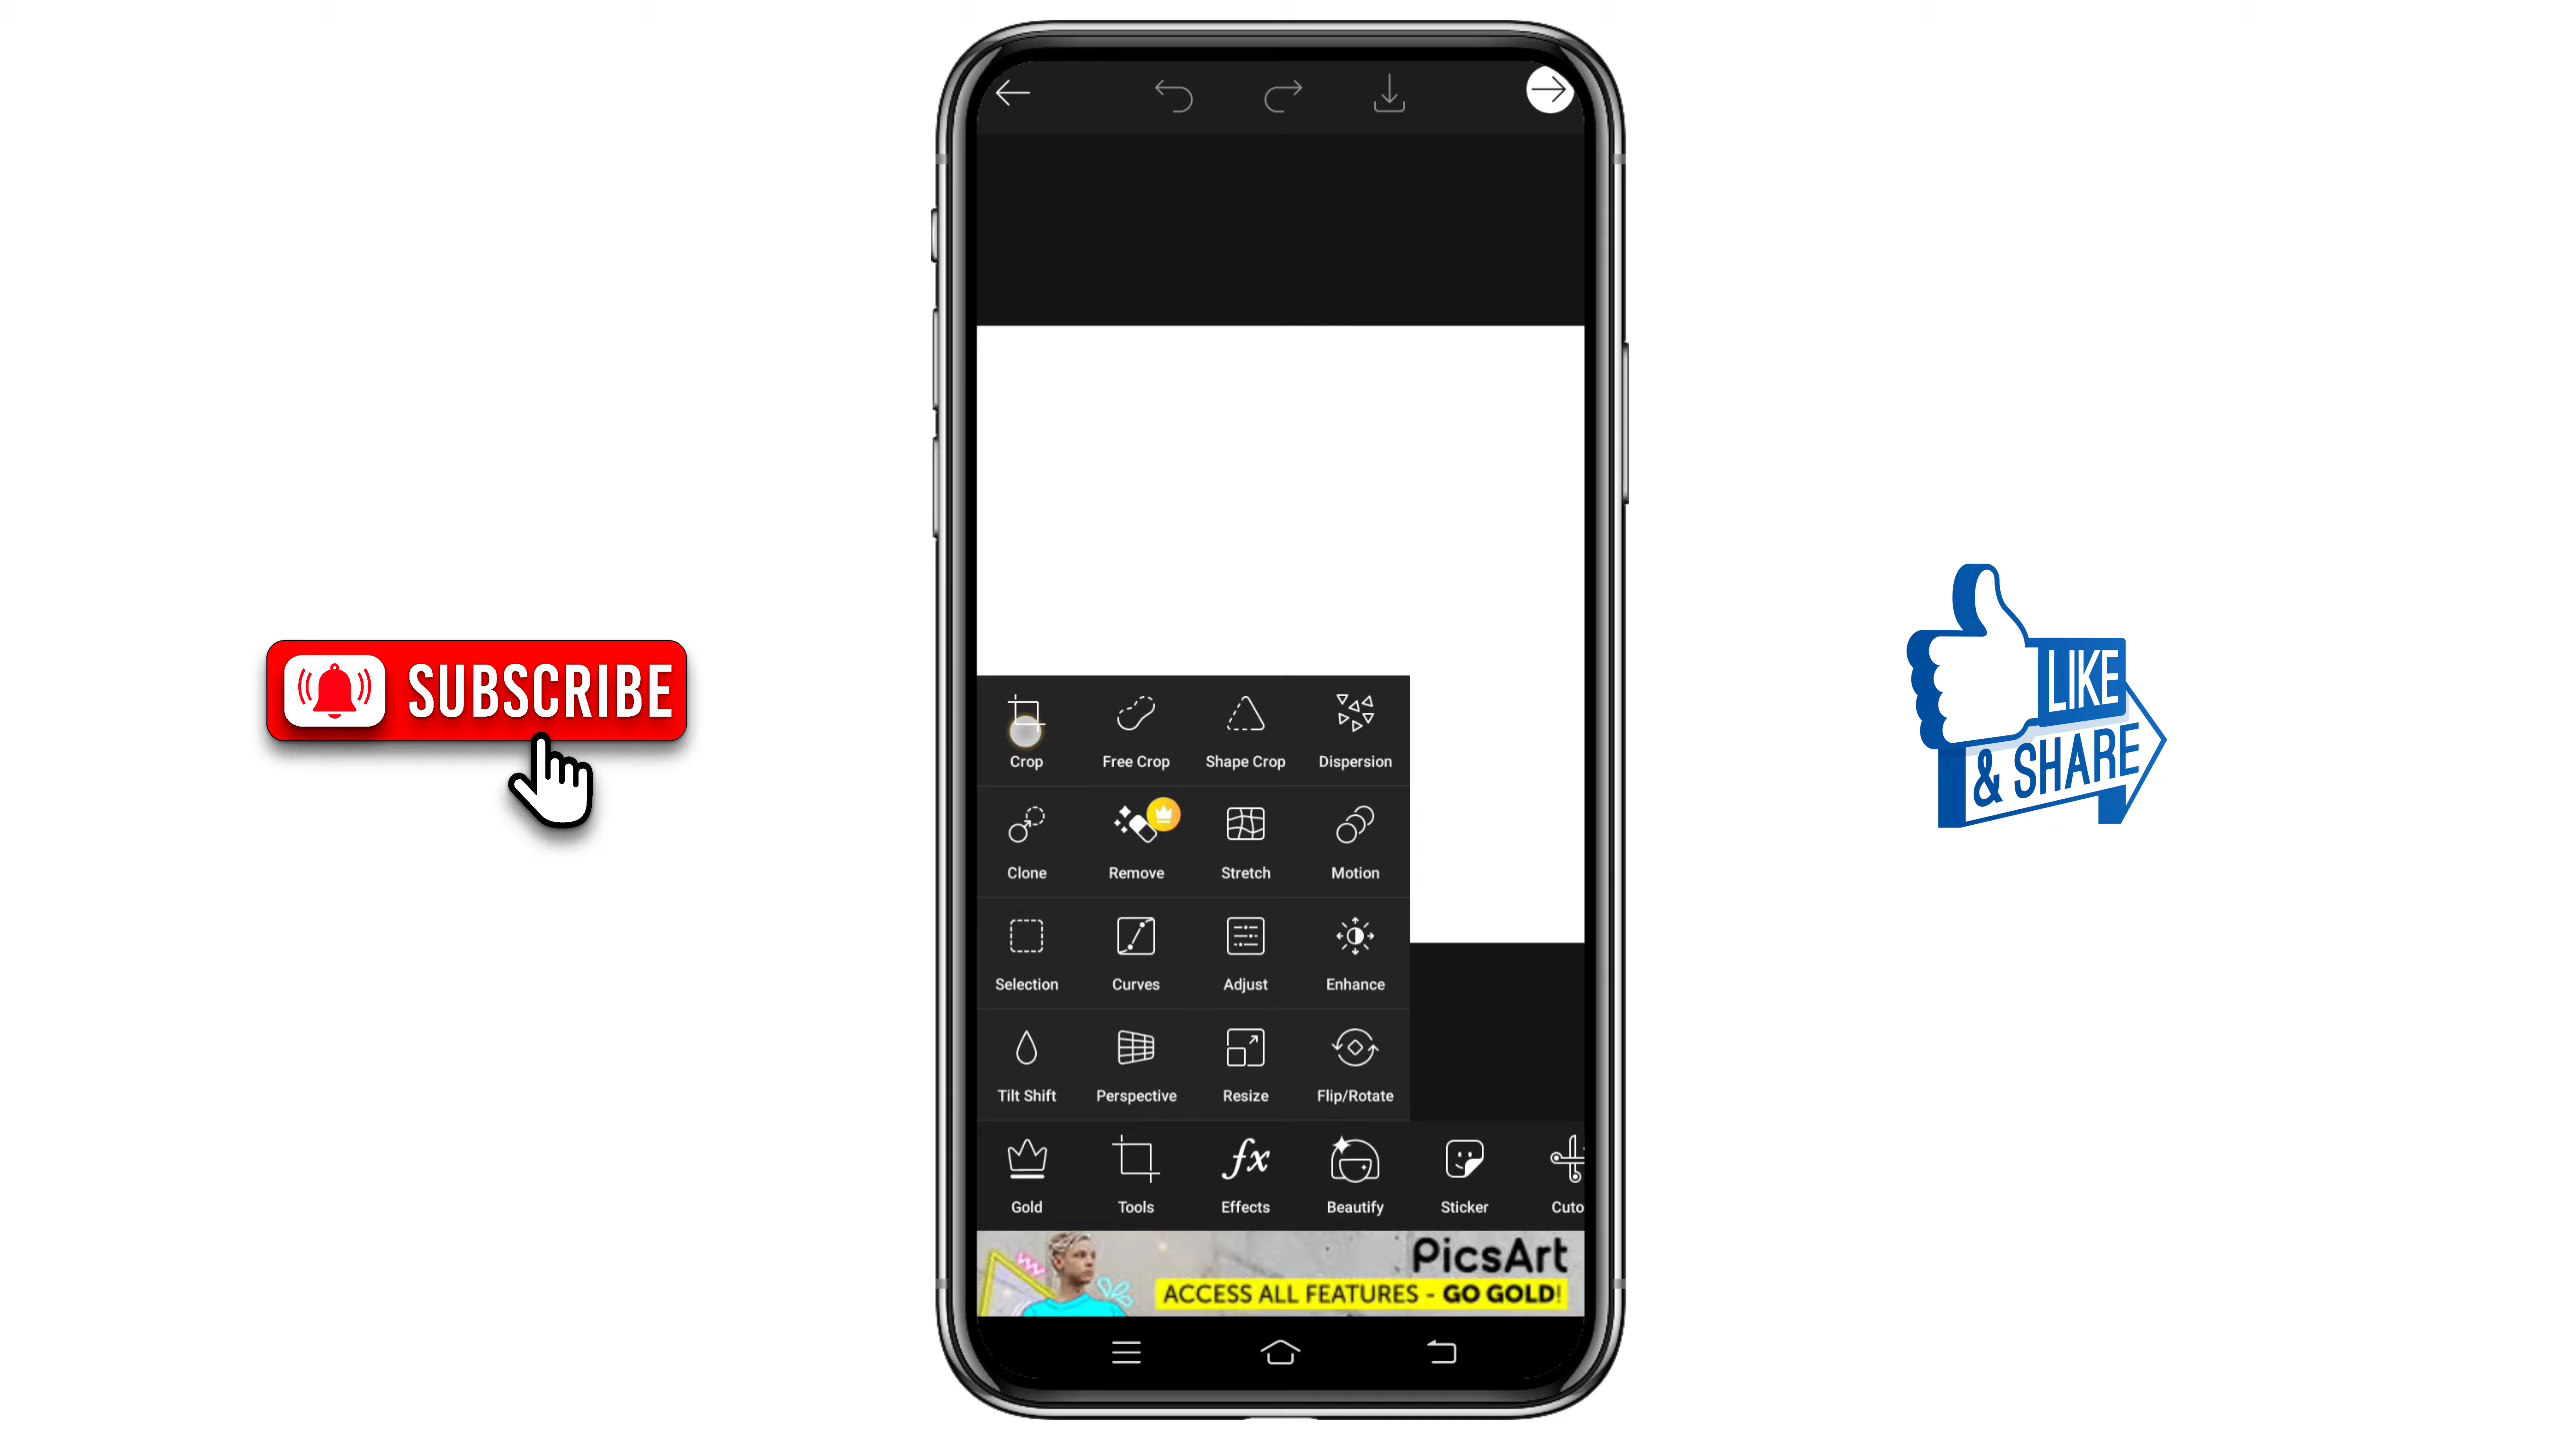 SUBSCRIBE
LIKE
& SHARE
Crop Free Crop Shape Crop Dispersion
Clone Remove Stretch Motion
Selection Curves Adjust Enhance
Tilt Shift Perspective Resize Flip/Rotate
Gold Tools Effects Beautify Sticker Cuto
PicsArt
ACCESS ALL FEATURES - GO GOLD!